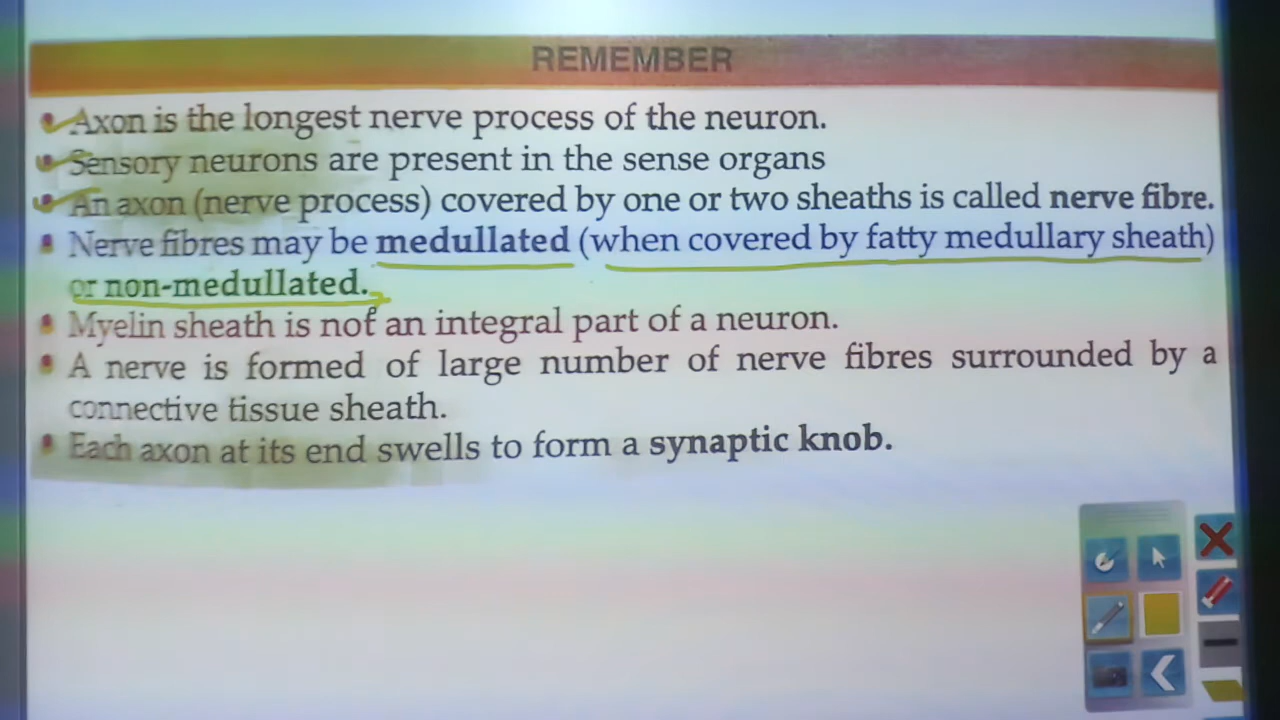 REMEMBER
Axon is the longest nerve process of the neuron.
Sensory neurons are present in the sense organs
An axon (nerve process) covered by one or two sheaths is called nerve fibre.
Nerve fibres may be medullated (when covered by fatty medullary sheath)
or non-medullated.
Myelin sheath is not an integral part of a neuron.
A nerve is formed of large number of nerve fibres surrounded by a
connective tissue sheath.
Each axon at its end swells to form a synaptic knob.